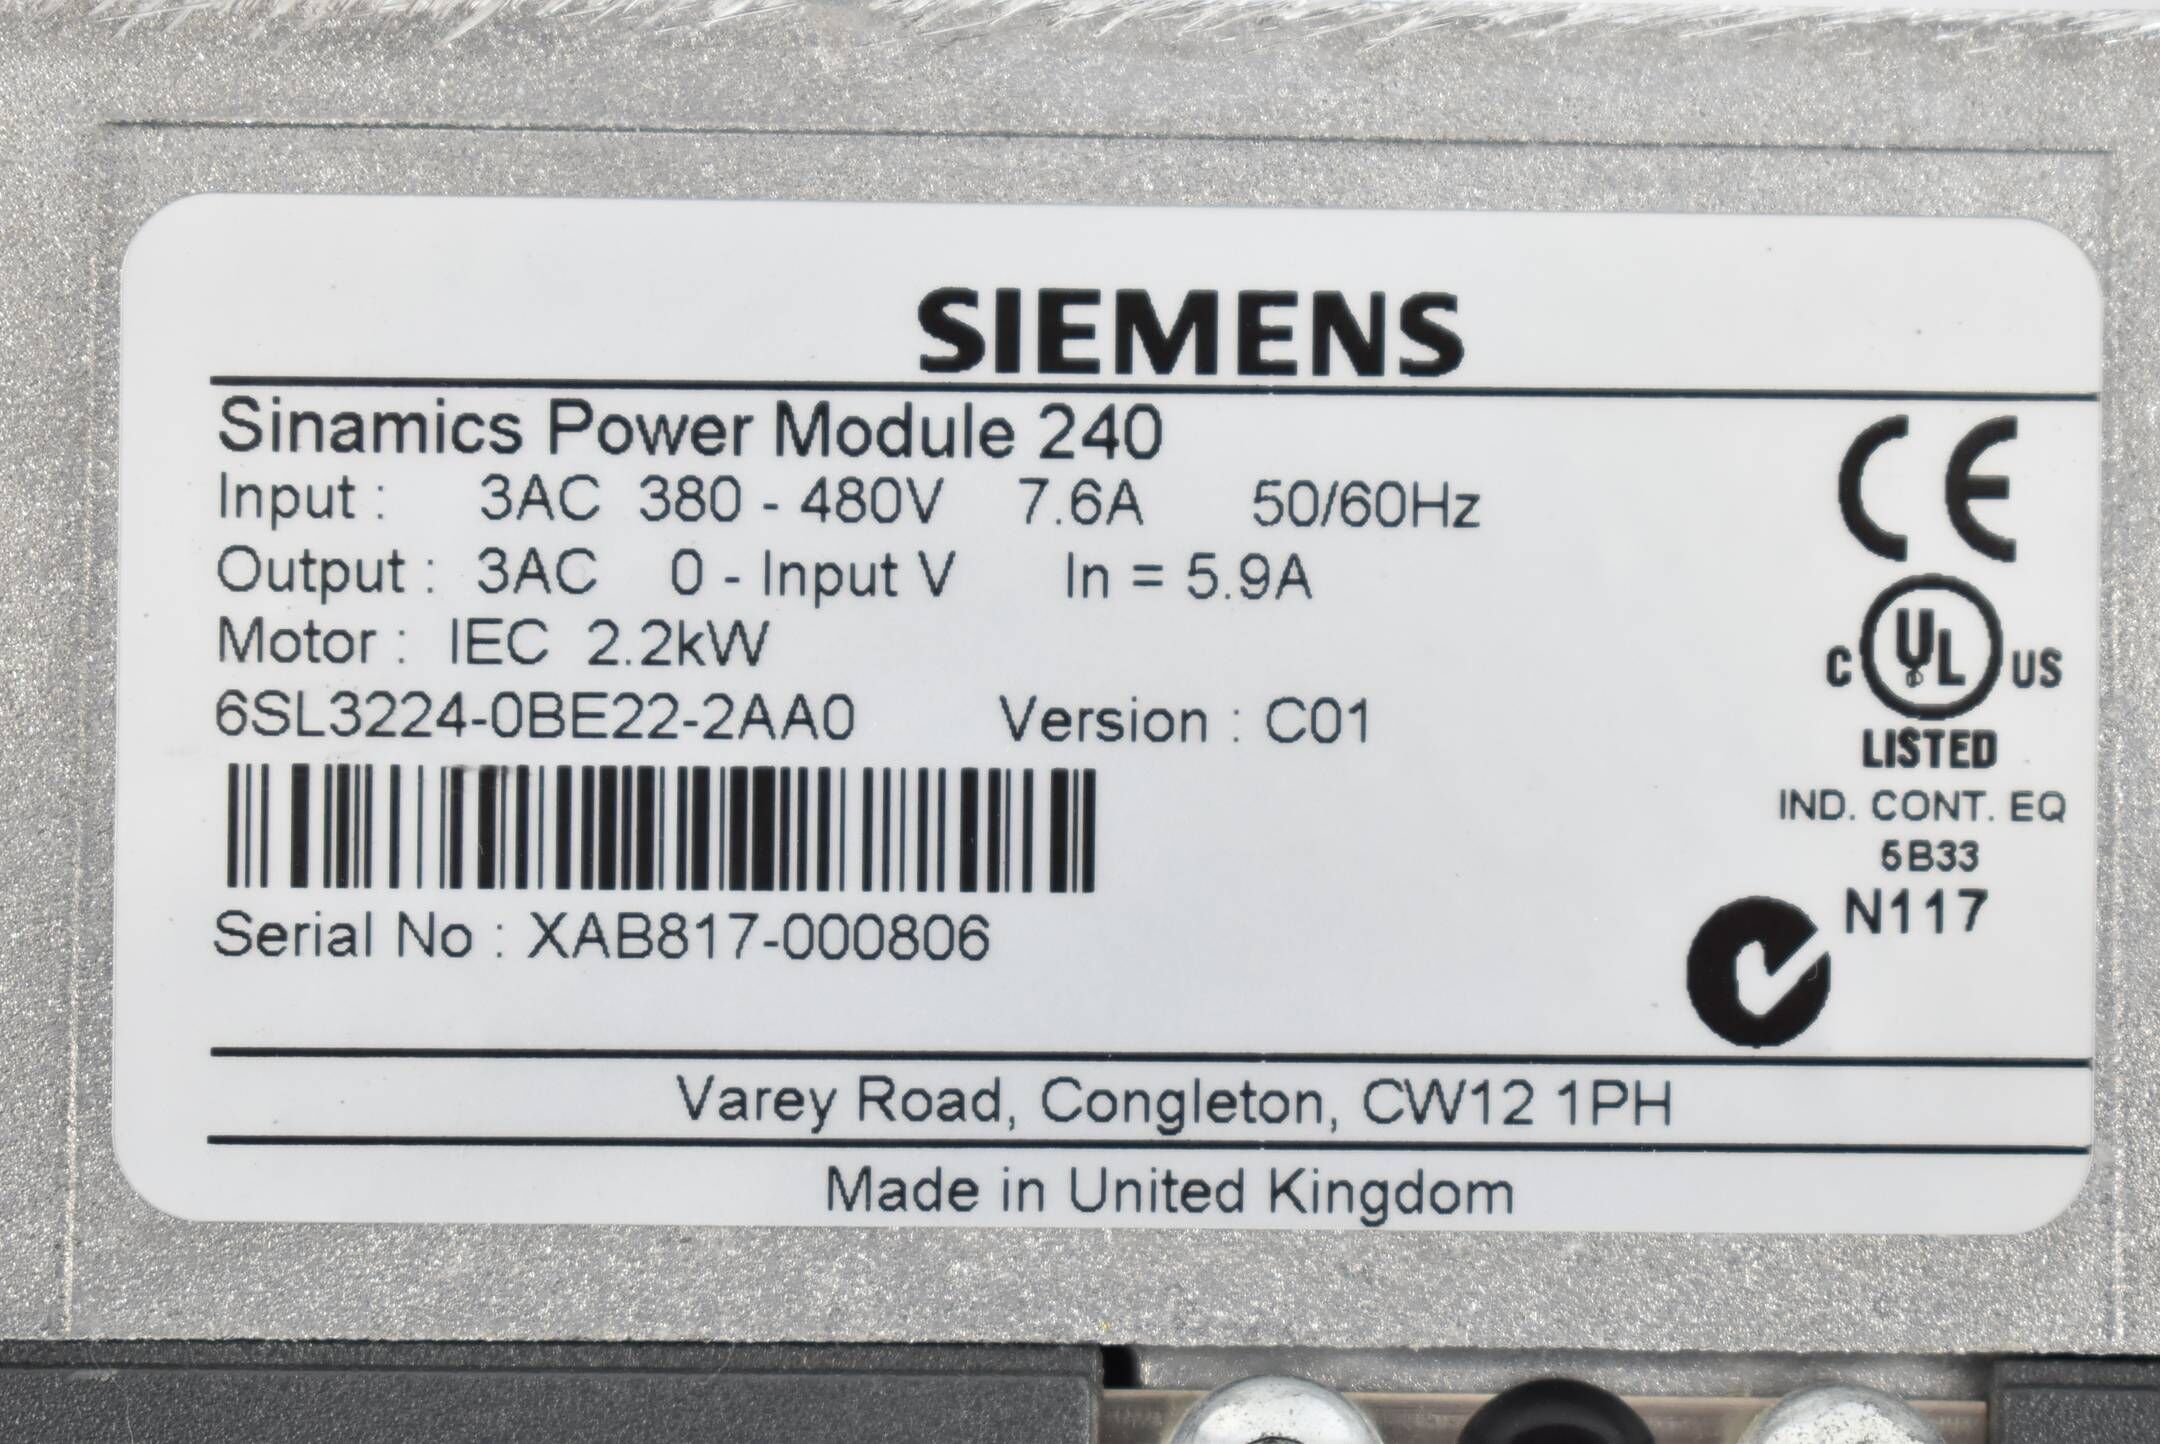 SIEMENS
Sinamics Power Module 240
Input : 3AC 380 - 480V 7.6A 50/60Hz
Output : 3AC 0 - Input V In = 5.9A
Motor : IEC 2.2kW
6SL3224-0BE22-2AA0 Version : C01
Serial No : XAB817-000806
CE
C UL US
LISTED
IND. CONT. EQ
5B33
N117
Varey Road, Congleton, CW12 1PH
Made in United Kingdom